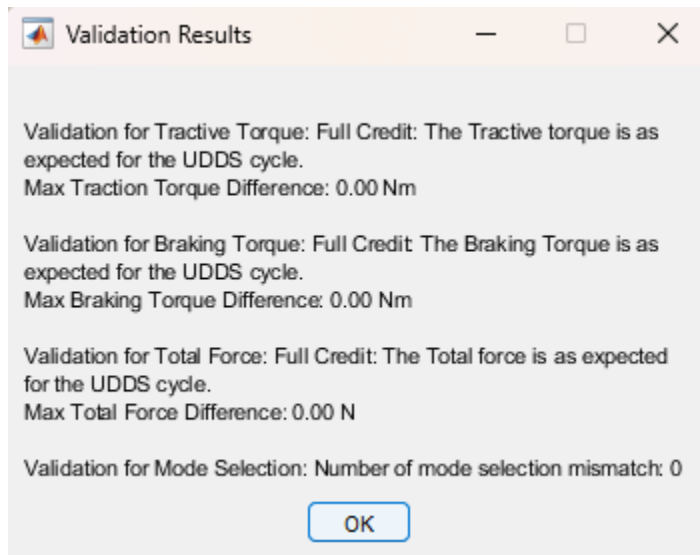 Validation Results
Validation for Tractive Torque: Full Credit: The Tractive torque is as
expected for the UDDS cycle.
Max Traction Torque Difference: 0.00 Nm
Validation for Braking Torque: Full Credit: The Braking Torque is as
expected for the UDDS cycle.
Max Braking Torque Difference: 0.00 Nm
Validation for Total Force: Full Credit: The Total force is as expected
for the UDDS cycle.
Max Total Force Difference: 0.00 N
Validation for Mode Selection: Number of mode selection mismatch: 0
OK